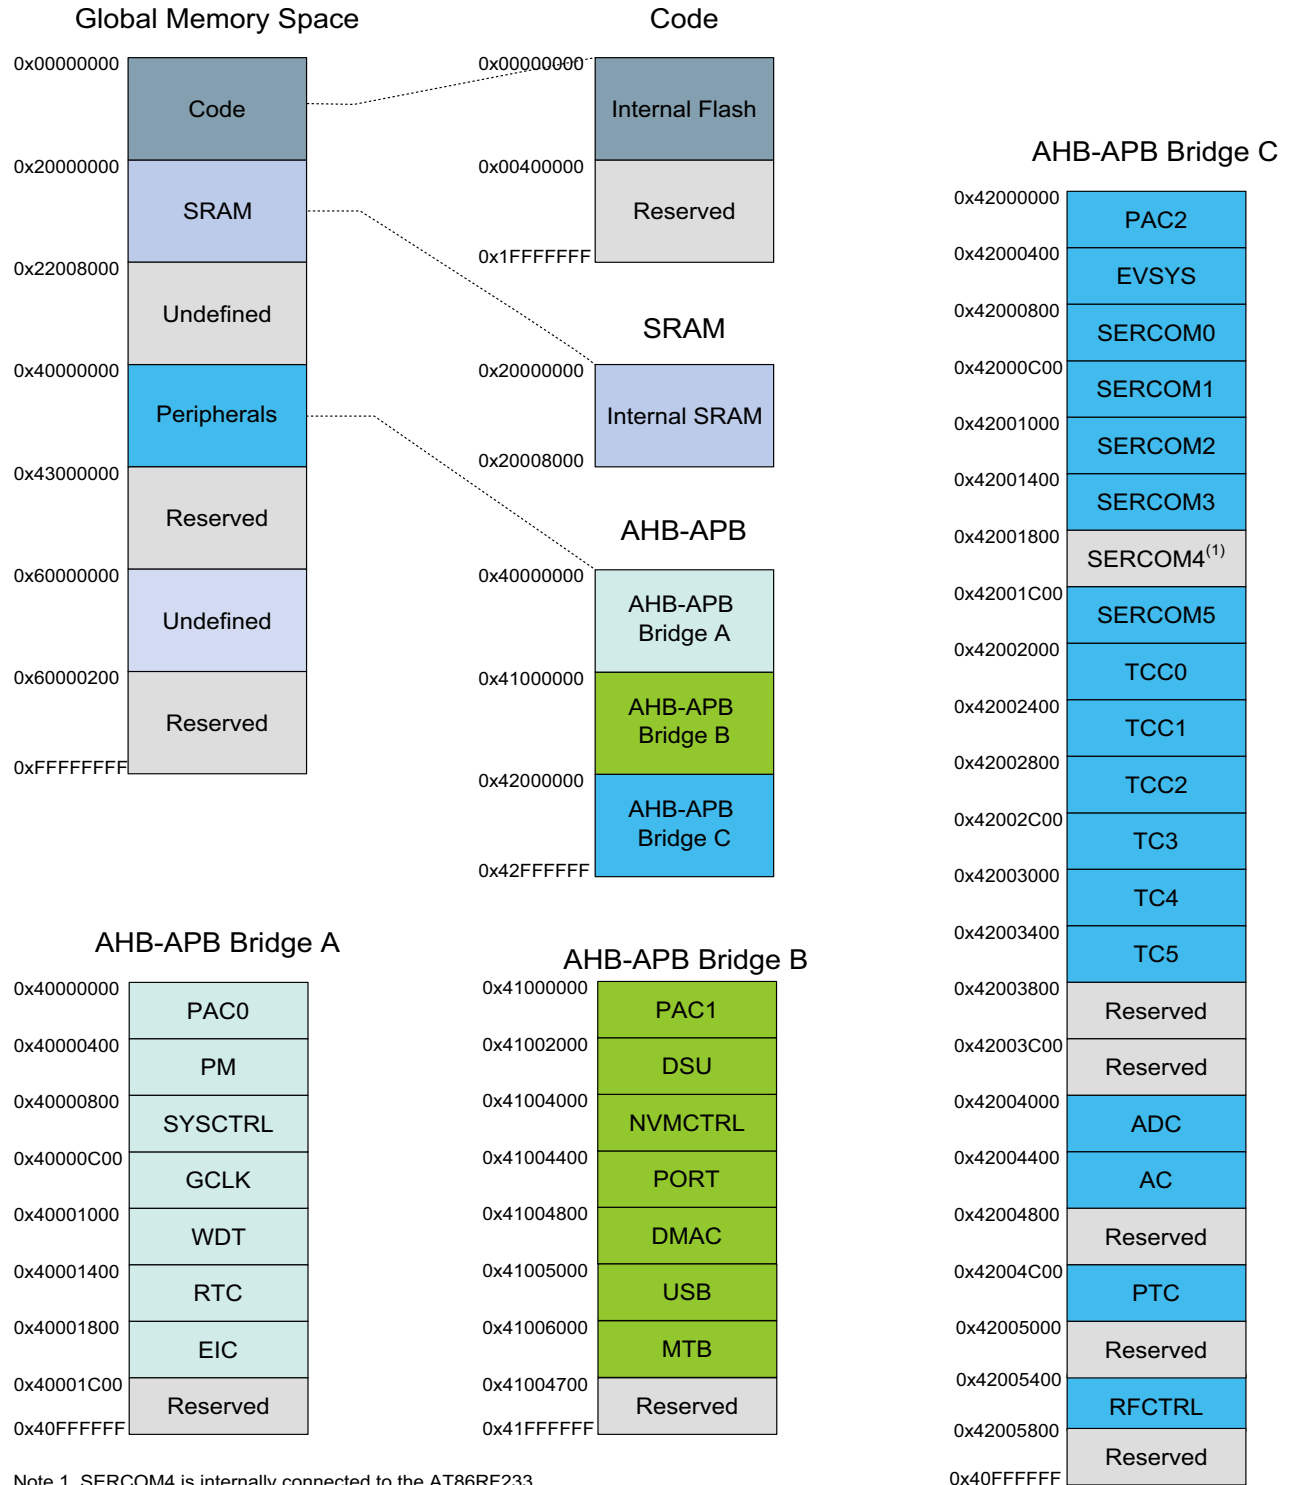 Global Memory Space
0x00000000
Code
0x20000000
SRAM
0x22008000
Undefined
0x40000000
Peripherals
0x43000000
Reserved
0x60000000
Undefined
0x60000200
Reserved
0xFFFFFFFF
Code
0x00000000
Internal Flash
0x00400000
Reserved
0x1FFFFFFF
SRAM
0x20000000
Internal SRAM
0x20008000
AHB-APB
0x40000000
AHB-APB
Bridge A
0x41000000
AHB-APB
Bridge B
0x42000000
AHB-APB
Bridge C
0x42FFFFFF
AHB-APB Bridge A
0x40000000
PAC0
0x40000400
PM
0x40000800
SYSCTRL
0x40000C00
GCLK
0x40001000
WDT
0x40001400
RTC
0x40001800
EIC
0x40001C00
Reserved
0x40FFFFFF
AHB-APB Bridge B
0x41000000
PAC1
0x41002000
DSU
0x41004000
NVMCTRL
0x41004400
PORT
0x41004800
DMAC
0x41005000
USB
0x41006000
MTB
0x41004700
Reserved
0x41FFFFFF
AHB-APB Bridge C
0x42000000
PAC2
0x42000400
EVSYS
0x42000800
SERCOM0
0x42000C00
SERCOM1
0x42001000
SERCOM2
0x42001400
SERCOM3
0x42001800
SERCOM4(1)
0x42001C00
SERCOM5
0x42002000
TCC0
0x42002400
TCC1
0x42002800
TCC2
0x42002C00
TC3
0x42003000
TC4
0x42003400
TC5
0x42003800
Reserved
0x42003C00
Reserved
0x42004000
ADC
0x42004400
AC
0x42004800
Reserved
0x42004C00
PTC
0x42005000
Reserved
0x42005400
RFCTRL
0x42005800
Reserved
0x40FFFFFF
Note 1. SERCOM4 is internally connected to the AT86RF233.